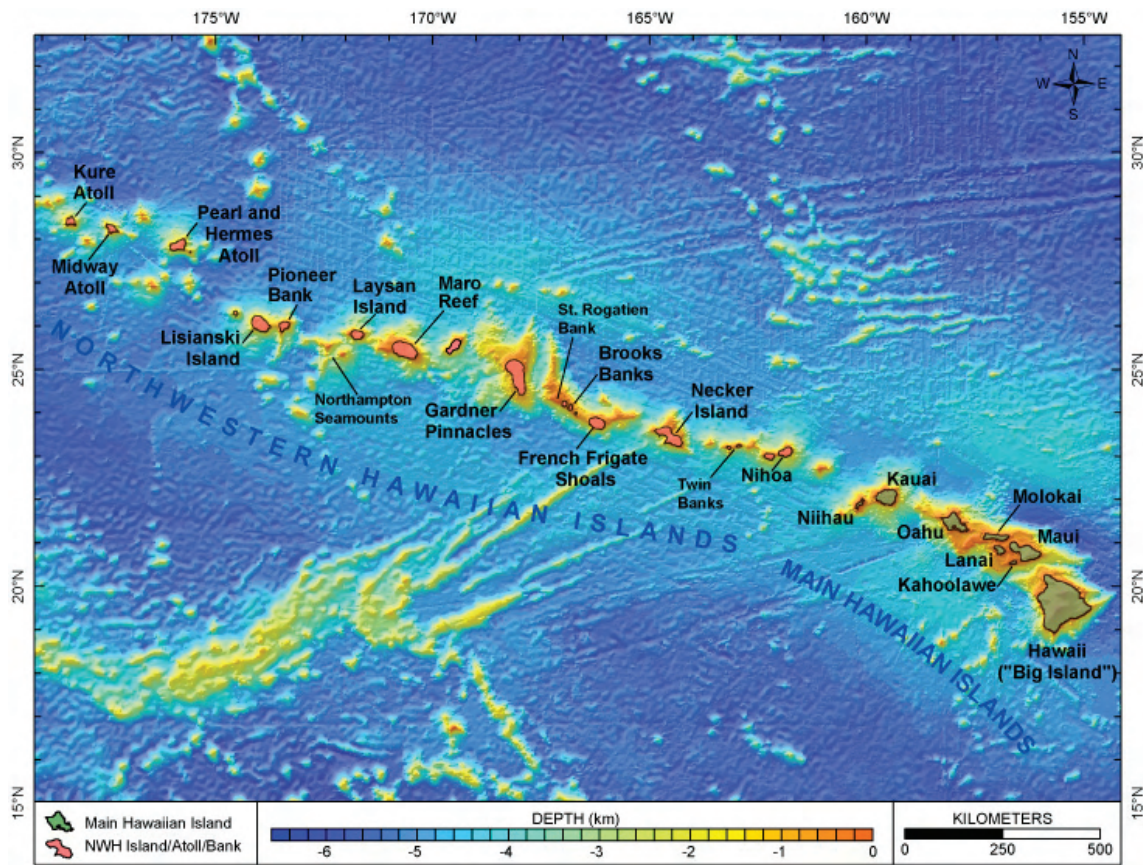 175°W 170°W 165°W 160°W 155°W
N
W E
S
30°N 30°N
Kure
Atoll
Pearl and
Hermes
Atoll
Midway
Atoll
Pioneer
Bank
Laysan
Island
Maro
Reef
St. Rogatien
Bank
Brooks
Banks
Lisianski
Island
25°N 25°N
Northampton
Seamounts
Gardner
Pinnacles
Necker
Island
French Frigate
Shoals
Twin
Banks
Nihoa
NORTHWESTERN HAWAIIAN ISLANDS
Kauai
Niihau
Molokai
Oahu
Maui
Lanai
Kahoolawe
20°N 20°N
MAIN HAWAIIAN ISLANDS
Hawaii
("Big Island")
15°N 15°N
Main Hawaiian Island
NWH Island/Atoll/Bank
DEPTH (km)
-6 -5 -4 -3 -2 -1 0
KILOMETERS
0 250 500